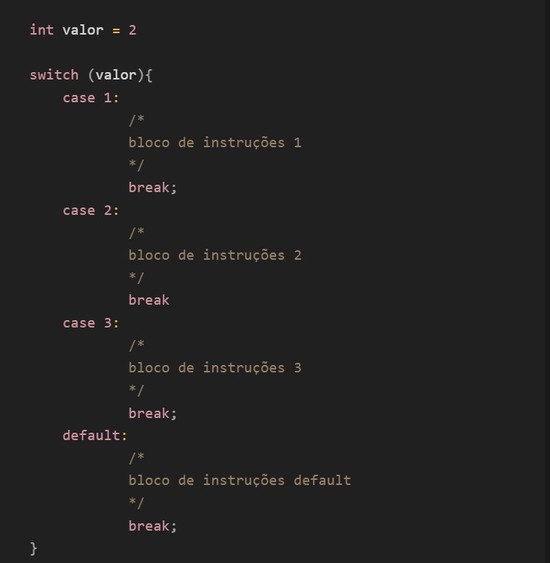 int valor = 2
switch (valor){
case 1:
/*
bloco de instruções 1
*/
break;
case 2:
/*
bloco de instruções 2
*/
break
case 3:
/*
bloco de instruções 3
*/
break;
default:
/*
bloco de instruções default
*/
break;
}